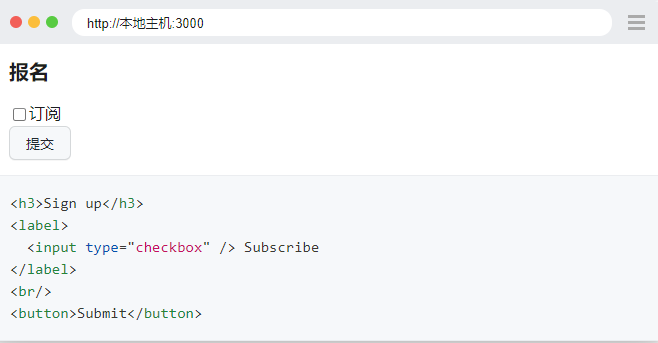 http://本地主机:3000
报名
订阅
提交
<h3>Sign up</h3>
<label>
  <input type="checkbox" /> Subscribe
</label>
<br/>
<button>Submit</button>